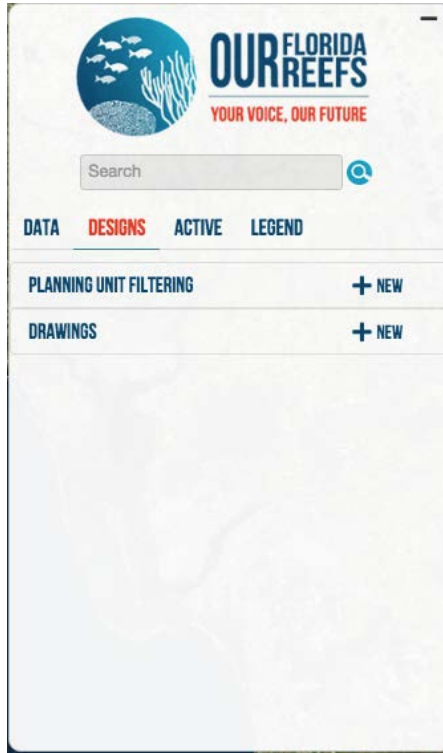 OUR FLORIDA REEFS
YOUR VOICE, OUR FUTURE
Search
DATA DESIGNS ACTIVE LEGEND
PLANNING UNIT FILTERING + NEW
DRAWINGS + NEW